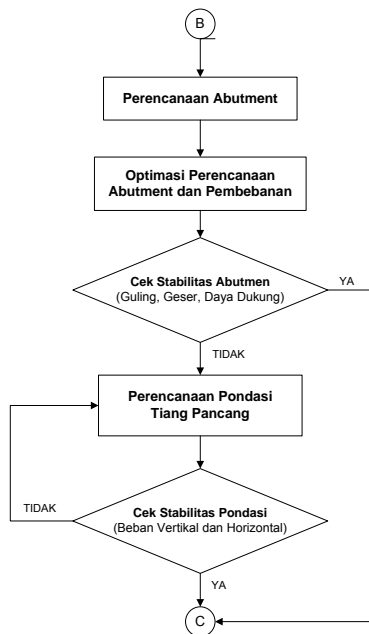 B
Perencanaan Abutment
Optimasi Perencanaan
Abutment dan Pembebanan
Cek Stabilitas Abutmen
(Guling, Geser, Daya Dukung)
YA
TIDAK
Perencanaan Pondasi
Tiang Pancang
TIDAK
Cek Stabilitas Pondasi
(Beban Vertikal dan Horizontal)
YA
C